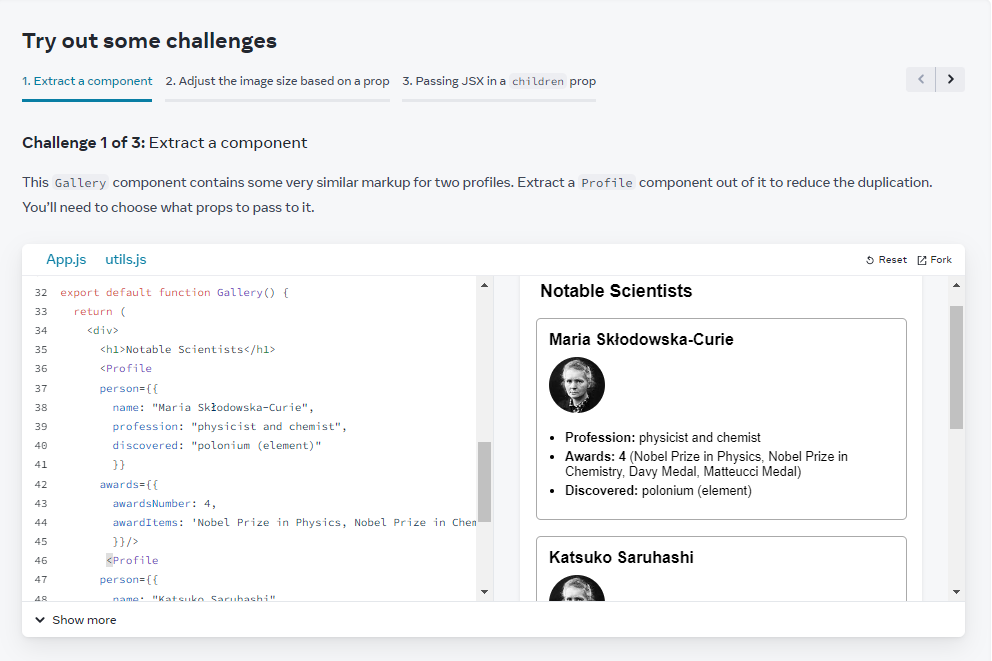 Try out some challenges
1. Extract a component 2. Adjust the image size based on a prop 3. Passing JSX in a children prop
Challenge 1 of 3: Extract a component
This Gallery component contains some very similar markup for two profiles. Extract a Profile component out of it to reduce the duplication.
You'll need to choose what props to pass to it.
App.js utils.js
Reset Fork
32 export default function Gallery() {
33 return (
34 <div>
35 <h1>Notable Scientists</h1>
36 <Profile
37 person={{
38 name: "Maria Skłodowska-Curie",
39 profession: "physicist and chemist",
40 discovered: "polonium (element)"
41 }}
42 awards={{
43 awardsNumber: 4,
44 awardItems: 'Nobel Prize in Physics, Nobel Prize in Chem
45 }}/>
46 <Profile
47 person={{
48 name: "Katsuko Saruhashi"
Notable Scientists
Maria Skłodowska-Curie
• Profession: physicist and chemist
• Awards: 4 (Nobel Prize in Physics, Nobel Prize in
Chemistry, Davy Medal, Matteucci Medal)
• Discovered: polonium (element)
Katsuko Saruhashi
Show more